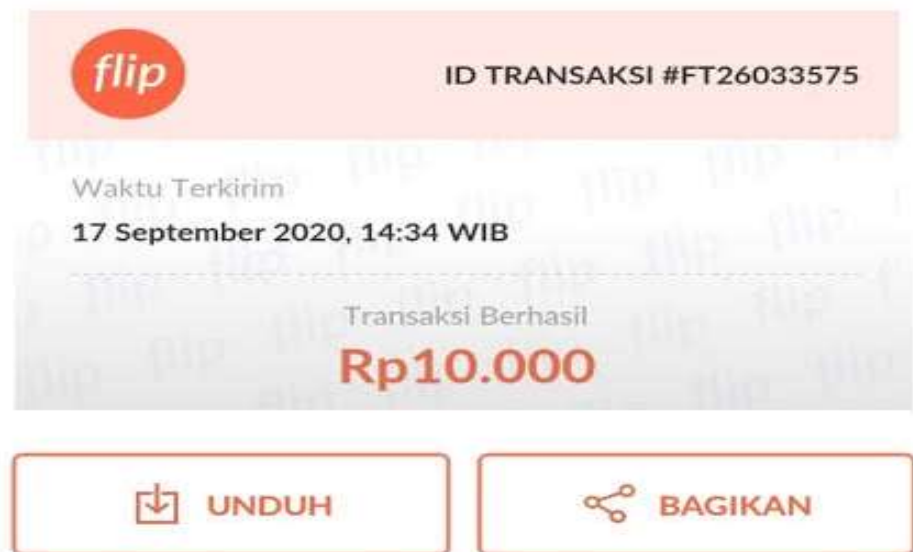 flip
ID TRANSAKSI #FT26033575
Waktu Terkirim
17 September 2020, 14:34 WIB
Transaksi Berhasil
Rp10.000
UNDUH
BAGIKAN